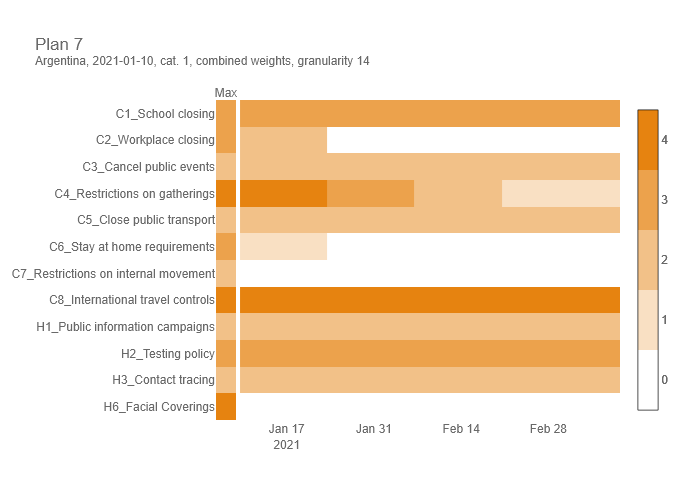 Plan 7
Argentina, 2021-01-10, cat. 1, combined weights, granularity 14
Max
C1_School closing
C2_Workplace closing
C3_Cancel public events
C4_Restrictions on gatherings
C5_Close public transport
C6_Stay at home requirements
C7_Restrictions on internal movement
C8_International travel controls
H1_Public information campaigns
H2_Testing policy
H3_Contact tracing
H6_Facial Coverings
Jan 17
2021
Jan 31
Feb 14
Feb 28
4
3
2
1
0